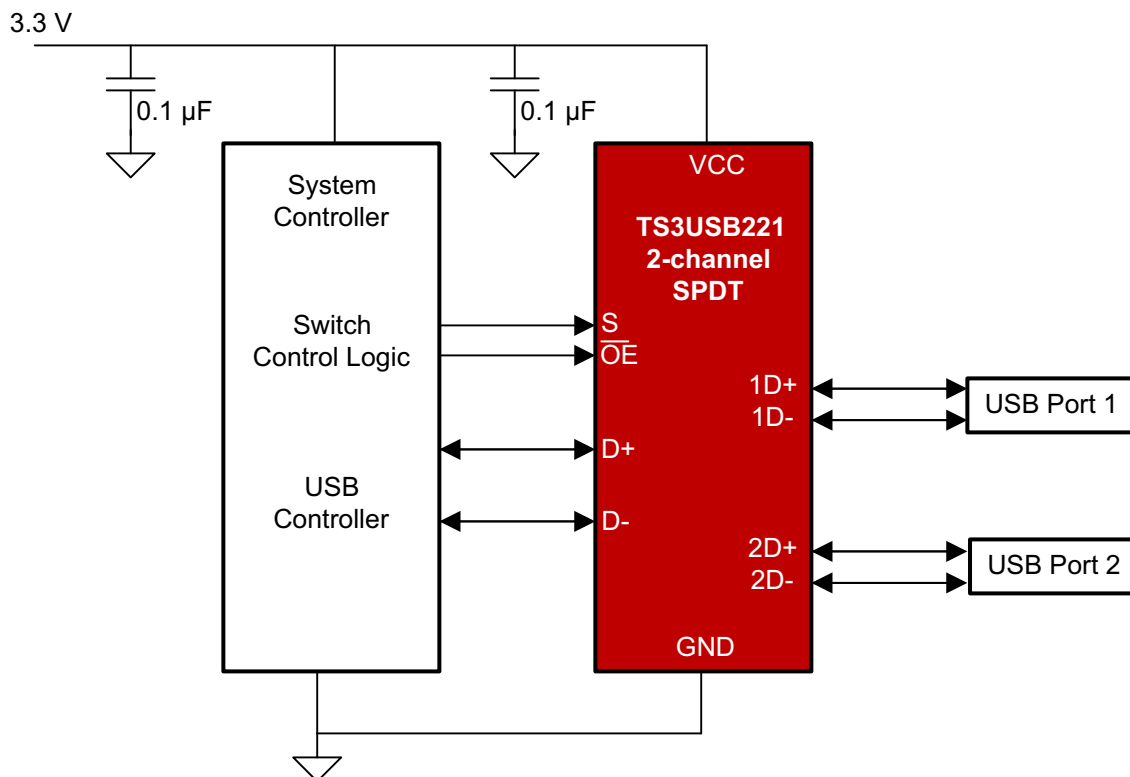 3.3 V
0.1 µF
0.1 µF
System
Controller
Switch
Control Logic
USB
Controller
VCC
TS3USB221
2-channel
SPDT
S
OE
D+
D-
1D+
1D-
2D+
2D-
GND
USB Port 1
USB Port 2